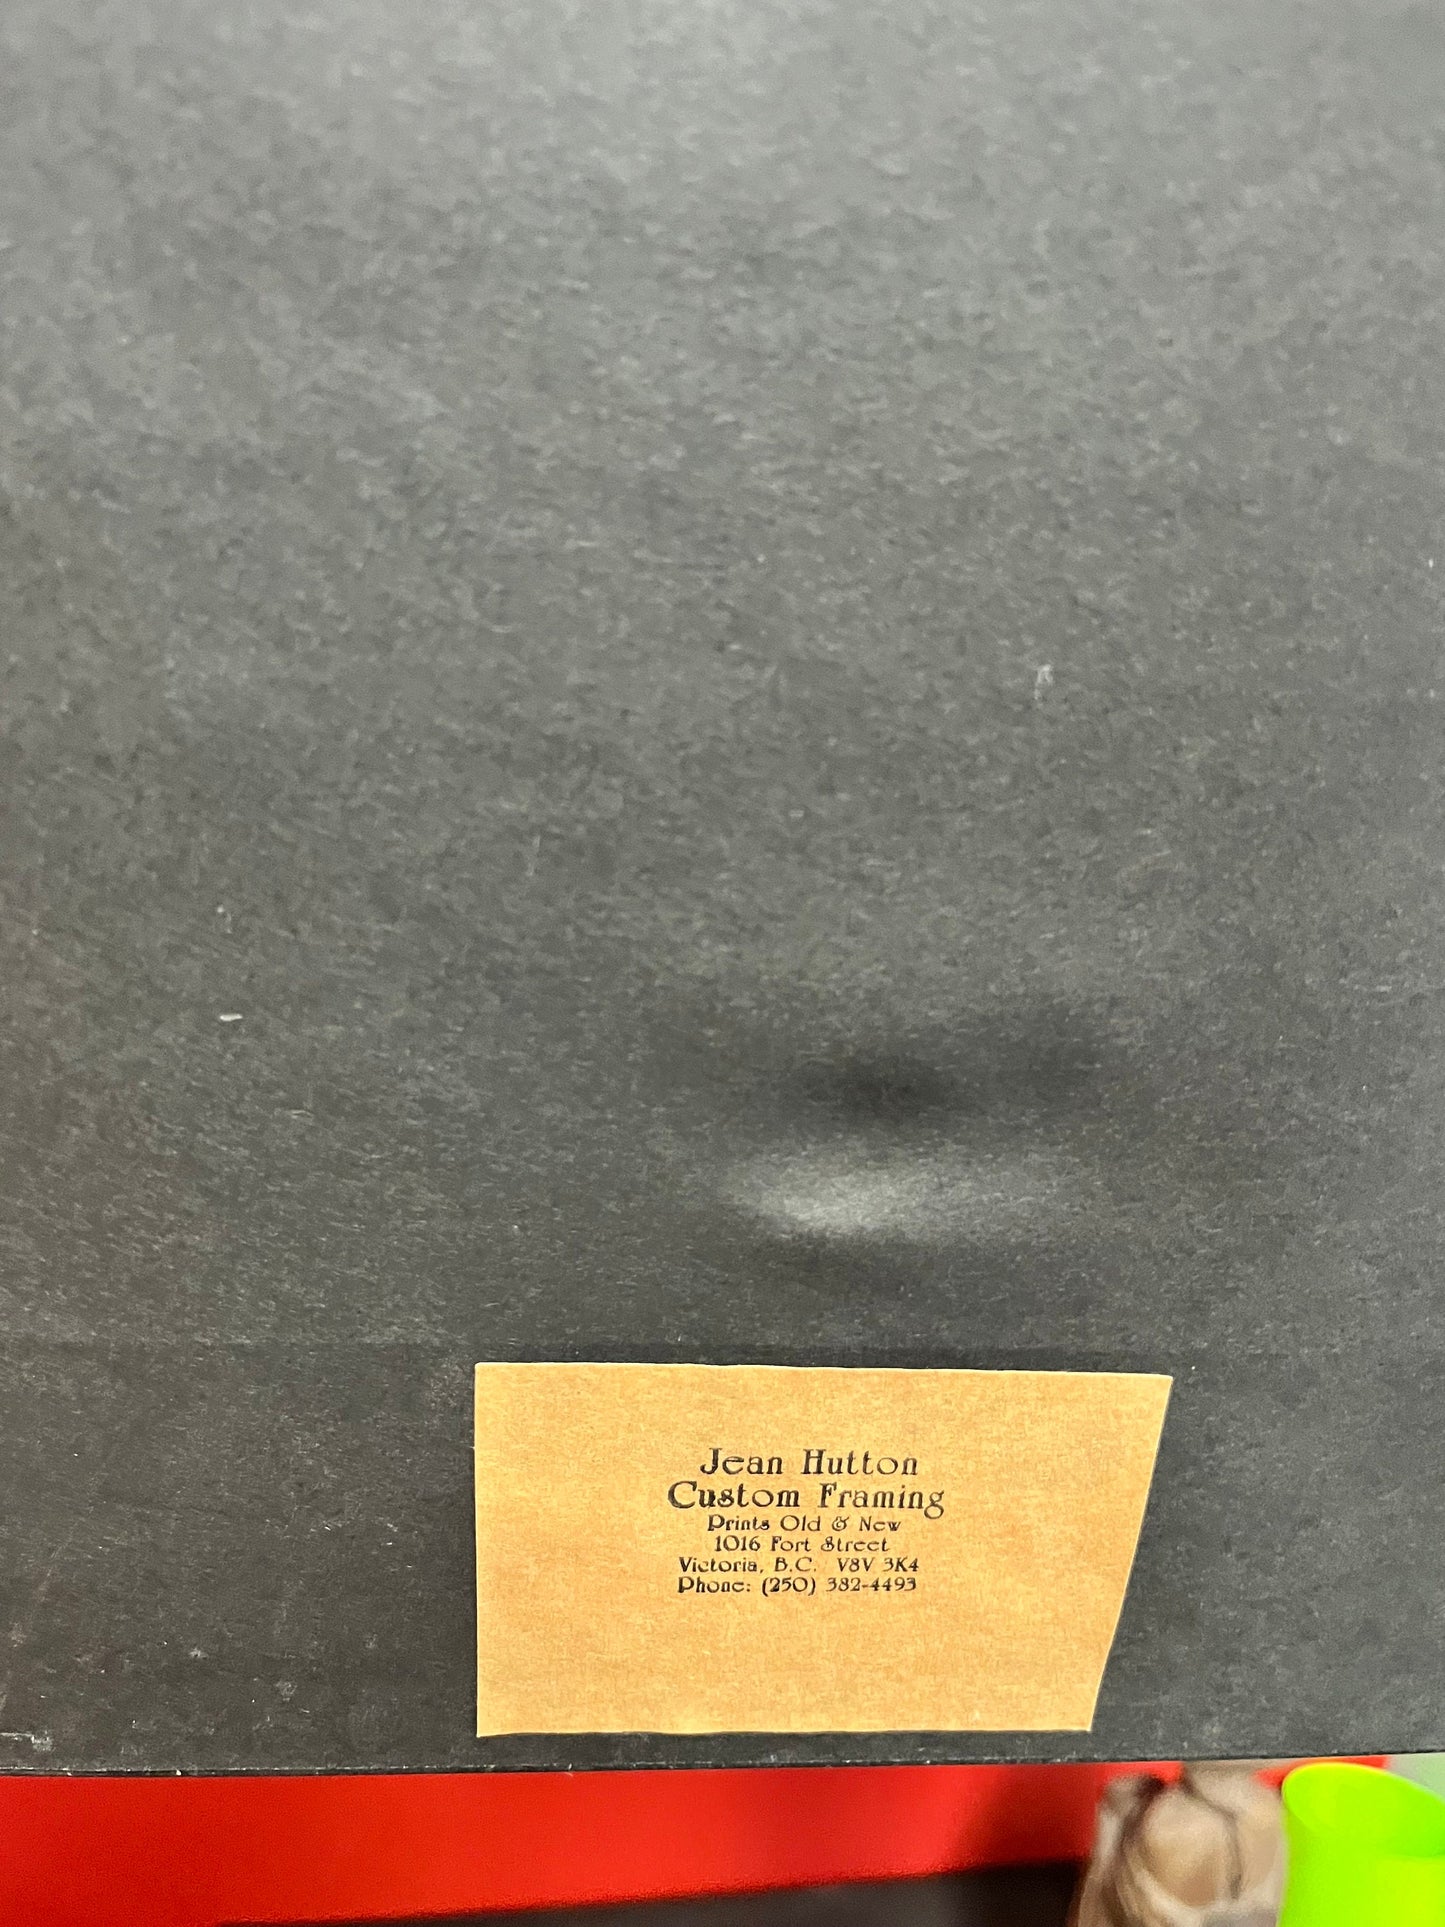 Jean Hutton
Custom Framing
Prints Old & New
1016 Fort Street
Victoria, B.C. V8V 3K4
Phone: (250) 382-4493